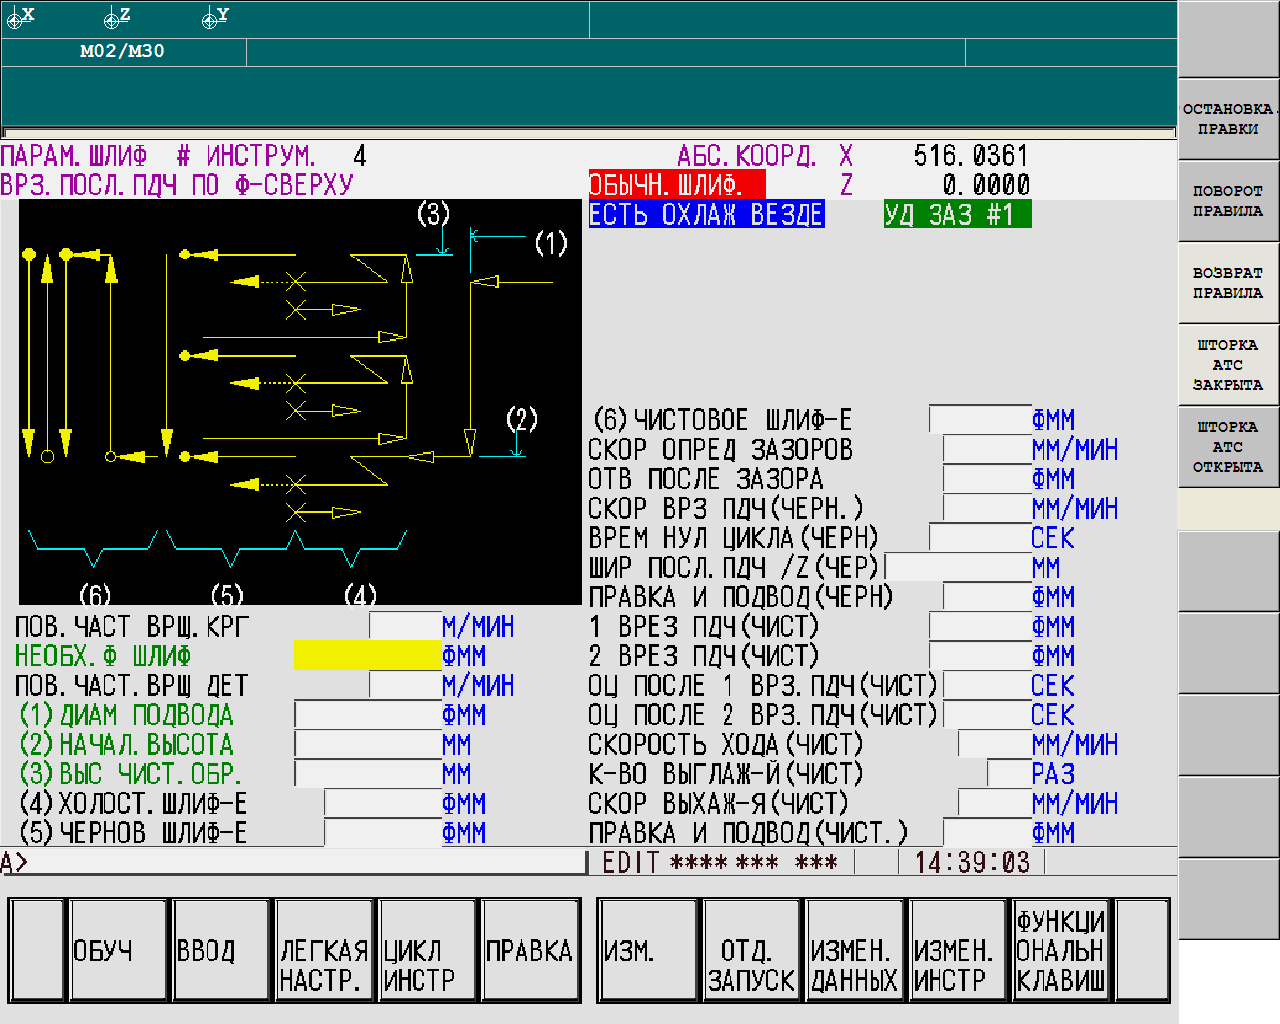 X Z Y
M02/M30
ПАРАМ.ШЛИФ # ИНСТРУМ. 4
АБС.КООРД. X 516.0361
ВРЗ.ПОСЛ.ПДЧ ПО Ф-СВЕРХУ
ОБЫЧН.ШЛИФ. Z 0.0000
ЕСТЬ ОХЛАЖ ВЕЗДЕ УД ЗАЗ #1
(3)
(1)
(2)
(6) (5) (4)
ПОВ.ЧАСТ ВРЩ.КРГ М/МИН
НЕОБХ.Ф ШЛИФ ФММ
ПОВ.ЧАСТ.ВРЩ ДЕТ М/МИН
(1)ДИАМ ПОДВОДА ФММ
(2)НАЧАЛ.ВЫСОТА ММ
(3)ВЫС ЧИСТ.ОБР. ММ
(4)ХОЛОСТ.ШЛИФ-Е ФММ
(5)ЧЕРНОВ ШЛИФ-Е ФММ
(6)ЧИСТОВОЕ ШЛИФ-Е ФММ
СКОР ОПРЕД ЗАЗОРОВ ММ/МИН
ОТВ ПОСЛЕ ЗАЗОРА ФММ
СКОР ВРЗ ПДЧ(ЧЕРН.) ММ/МИН
ВРЕМ НУЛ ЦИКЛА(ЧЕРН) СЕК
ШИР ПОСЛ.ПДЧ /Z(ЧЕР) ММ
ПРАВКА И ПОДВОД(ЧЕРН) ФММ
1 ВРЕЗ ПДЧ(ЧИСТ) ФММ
2 ВРЕЗ ПДЧ(ЧИСТ) ФММ
ОЦ ПОСЛЕ 1 ВРЗ.ПДЧ(ЧИСТ) СЕК
ОЦ ПОСЛЕ 2 ВРЗ.ПДЧ(ЧИСТ) СЕК
СКОРОСТЬ ХОДА(ЧИСТ) ММ/МИН
К-ВО ВЫГЛАЖ-Й(ЧИСТ) РАЗ
СКОР ВЫХАЖ-Я(ЧИСТ) ММ/МИН
ПРАВКА И ПОДВОД(ЧИСТ.) ФММ
A> EDIT **** *** *** 14:39:03
ОБУЧ
ВВОД
ЛЕГКАЯ
НАСТР.
ЦИКЛ
ИНСТР
ПРАВКА
ИЗМ.
ОТД.
ЗАПУСК
ИЗМЕН.
ДАННЫХ
ИЗМЕН.
ИНСТР
ФУНКЦИ
ОНАЛЬН
КЛАВИШ
ОСТАНОВКА
ПРАВКИ
ПОВОРОТ
ПРАВИЛА
ВОЗВРАТ
ПРАВИЛА
ШТОРКА
АТС
ЗАКРЫТА
ШТОРКА
АТС
ОТКРЫТА